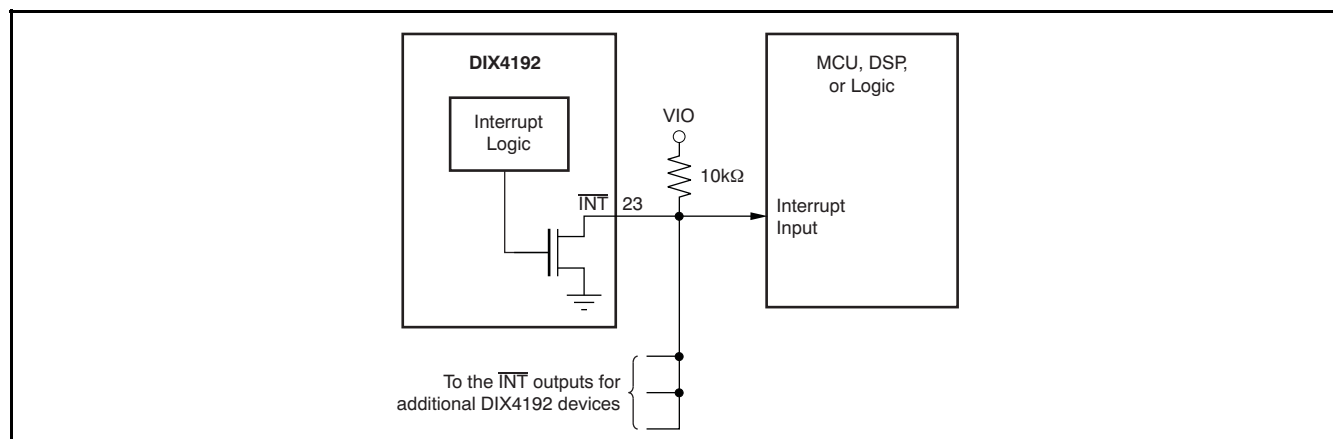 DIX4192
Interrupt
Logic
INT
23
VIO
10kΩ
MCU, DSP,
or Logic
Interrupt
Input
To the INT outputs for
additional DIX4192 devices